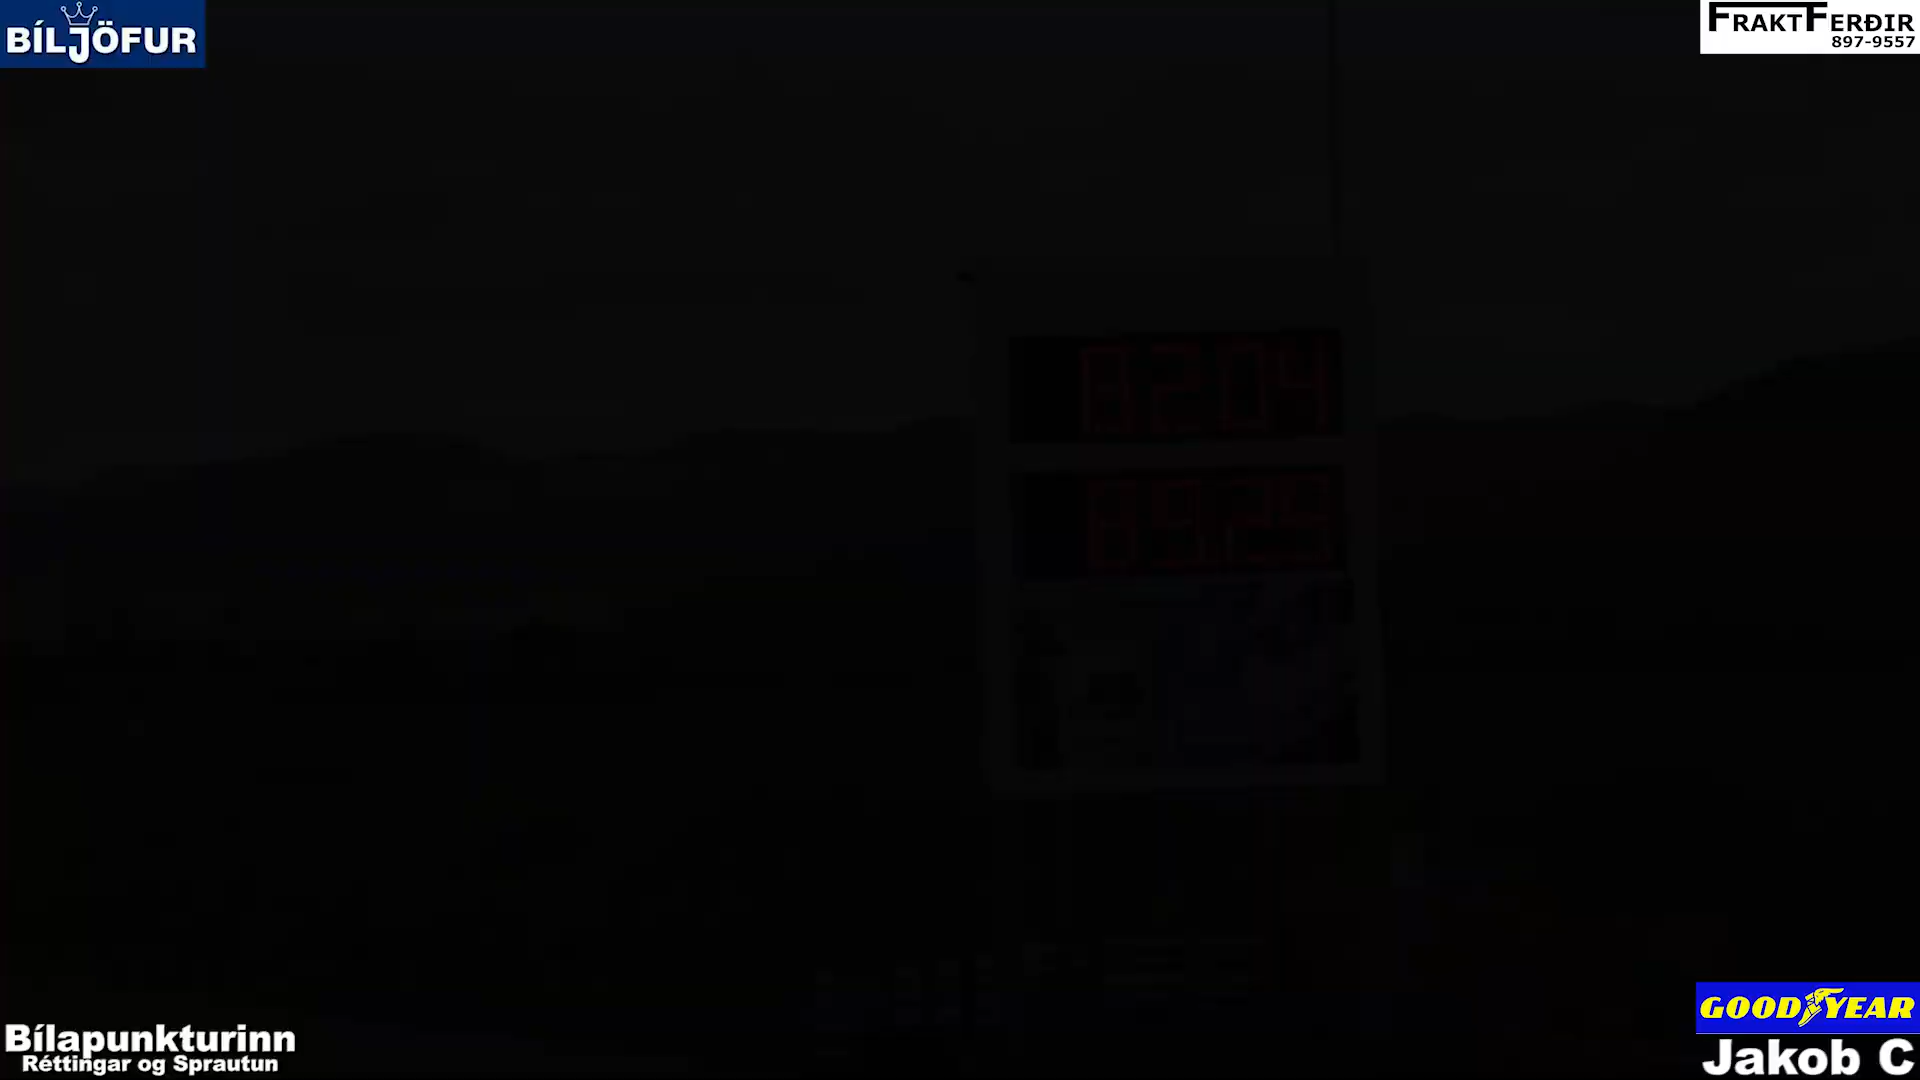 BÍLJÖFUR
FRAKTFERÐIR
897-9557
Bílapunkturinn
Réttingar og Sprautun
GOODYEAR
Jakob C